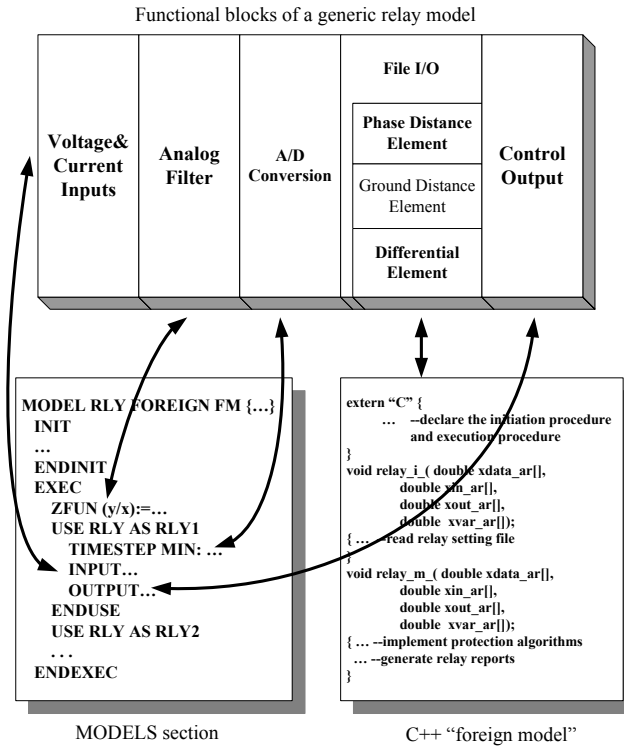 Functional blocks of a generic relay model
Voltage&
Current
Inputs
Analog
Filter
A/D
Conversion
File I/O
Phase Distance
Element
Ground Distance
Element
Differential
Element
Control
Output
MODEL RLY FOREIGN FM {…}
INIT
…
ENDINIT
EXEC
ZFUN (y/x):=…
USE RLY AS RLY1
TIMESTEP MIN: …
INPUT…
OUTPUT…
ENDUSE
USE RLY AS RLY2
. . .
ENDEXEC
MODELS section
extern “C” {
… --declare the initiation procedure
and execution procedure
}
void relay_i_( double xdata_ar[],
double xin_ar[],
double xout_ar[],
double xvar_ar[]);
{ … --read relay setting file
}
void relay_m_( double xdata_ar[],
double xin_ar[],
double xout_ar[],
double xvar_ar[]);
{ … --implement protection algorithms
… --generate relay reports
}
C++ “foreign model”